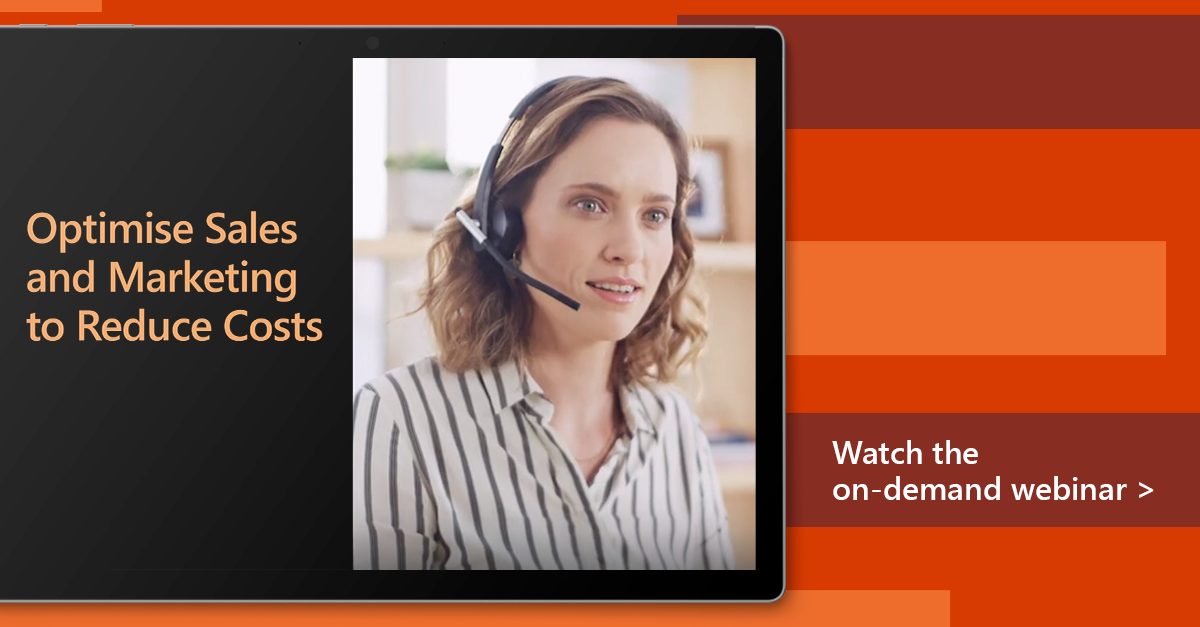 Optimise Sales
and Marketing
to Reduce Costs
Watch the
on-demand webinar >